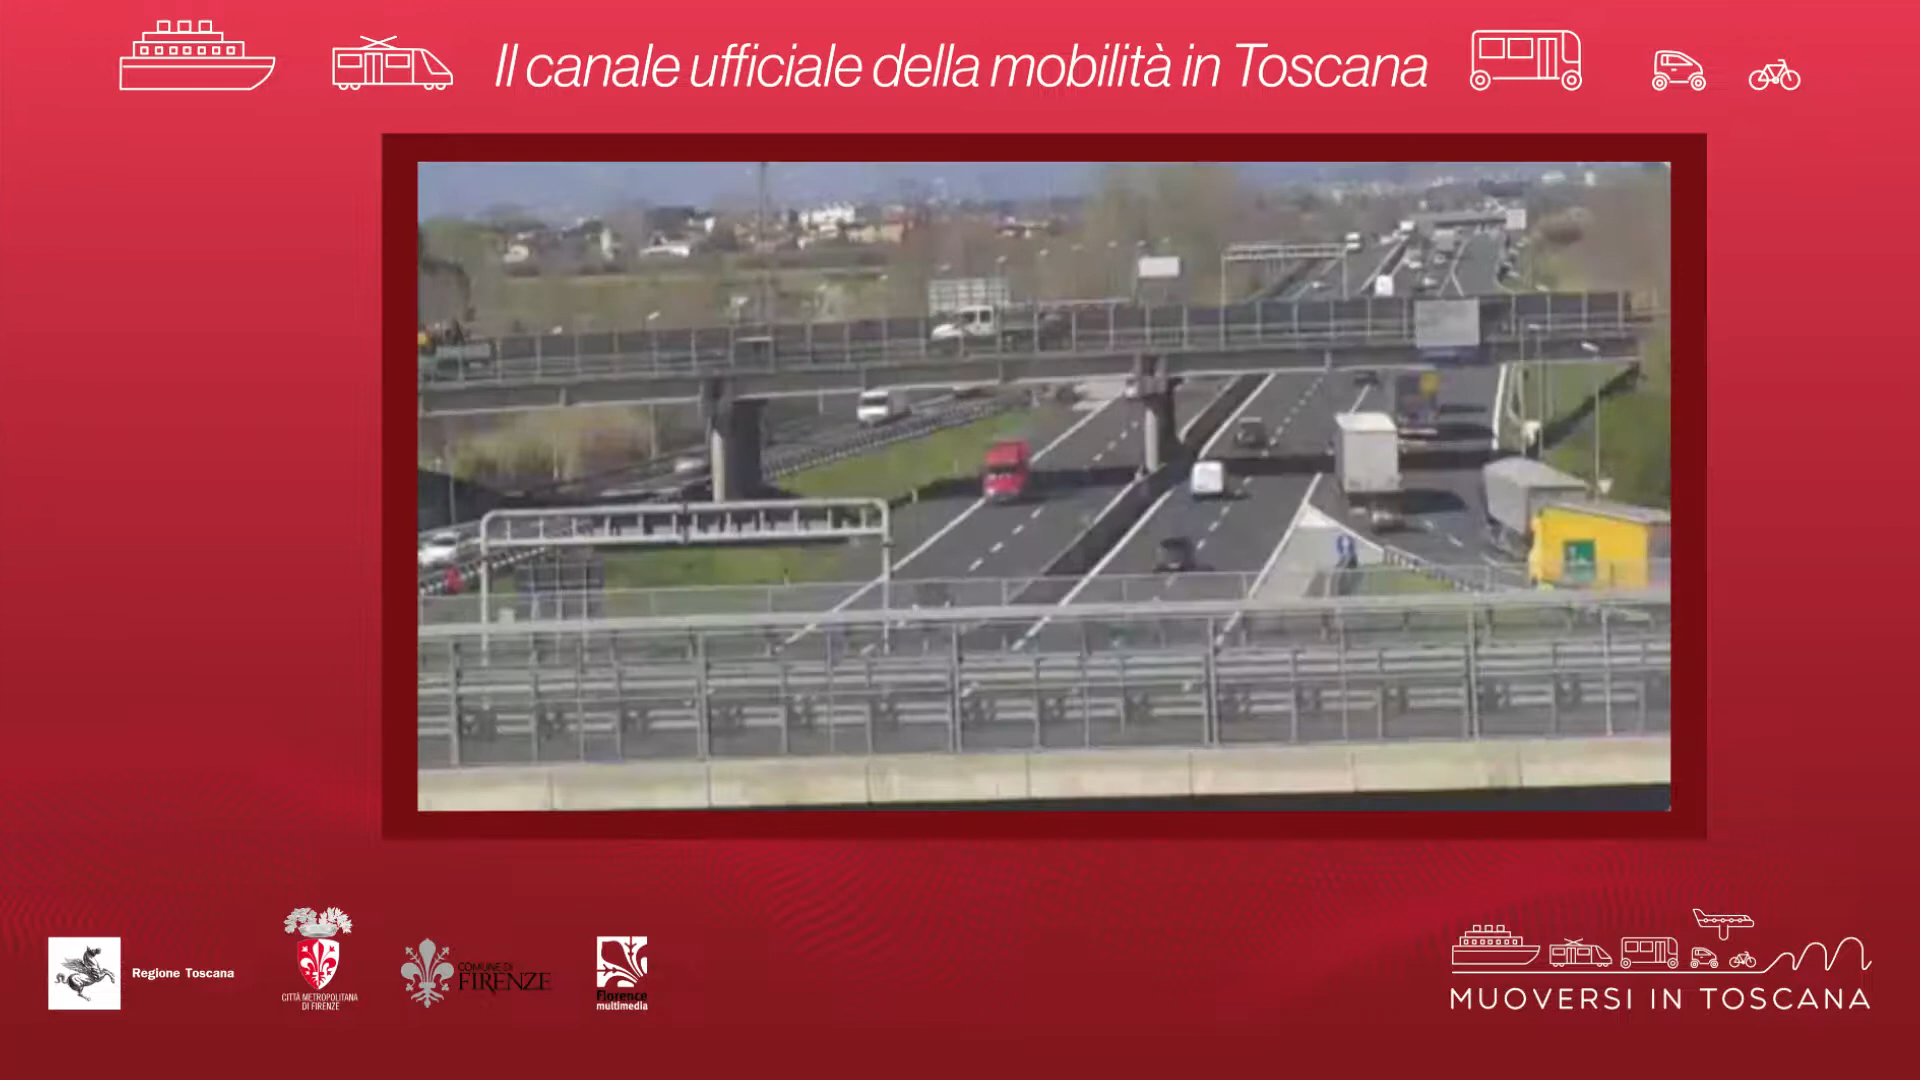 Il canale ufficiale della mobilità in Toscana
Regione Toscana
CITTÀ METROPOLITANA
DI FIRENZE
COMUNE DI
FIRENZE
Florence
multimedia
MUOVERSI IN TOSCANA